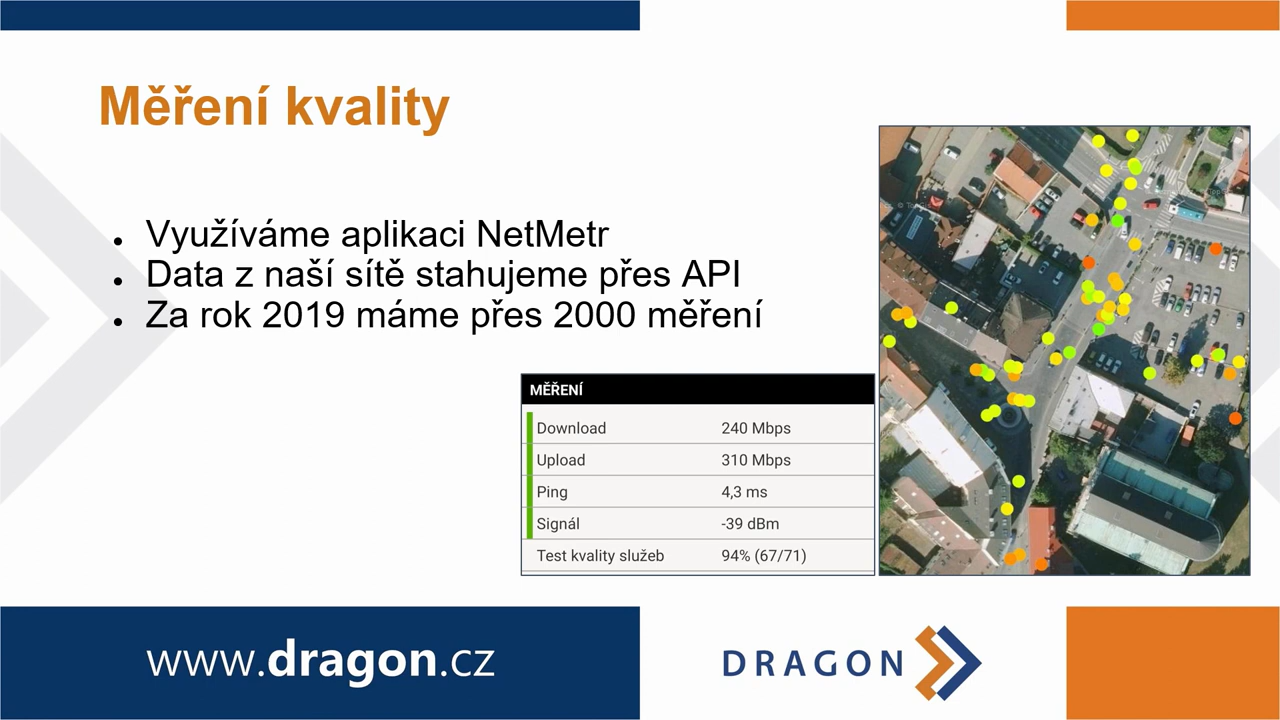 Měření kvality
Využíváme aplikaci NetMetr
Data z naší sítě stahujeme přes API
Za rok 2019 máme přes 2000 měření
MĚŘENÍ
Download 240 Mbps
Upload 310 Mbps
Ping 4,3 ms
Signál -39 dBm
Test kvality služeb 94% (67/71)
www.dragon.cz
DRAGON